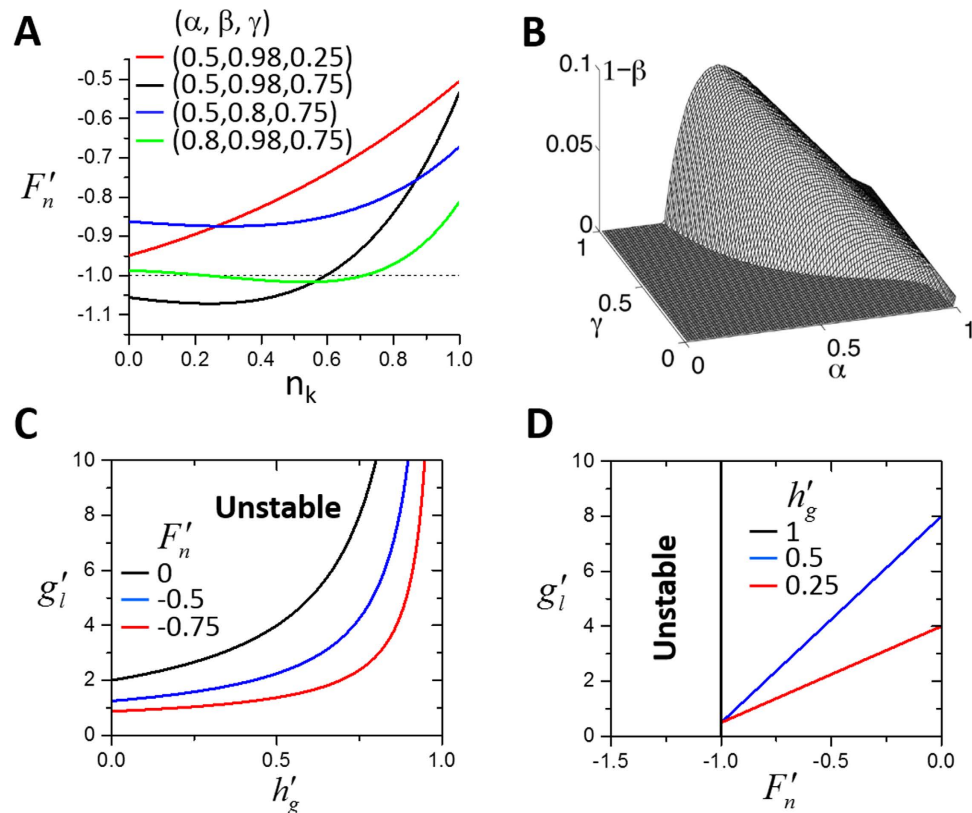 A
(α, β, γ)
(0.5,0.98,0.25)
(0.5,0.98,0.75)
(0.5,0.8,0.75)
(0.8,0.98,0.75)
-0.5
-0.6
-0.7
-0.8
-0.9
-1.0
-1.1
F′n
0.0 0.2 0.4 0.6 0.8 1.0
nk
B
0.1
1−β
0.05
0
1
0.5
0
γ
0
0.5
1
α
C
10
8
6
4
2
0
g′l
Unstable
F′n
0
-0.5
-0.75
0.0 0.5 1.0
h′g
D
10
8
6
4
2
0
g′l
Unstable
h′g
1
0.5
0.25
-1.5 -1.0 -0.5 0.0
F′n